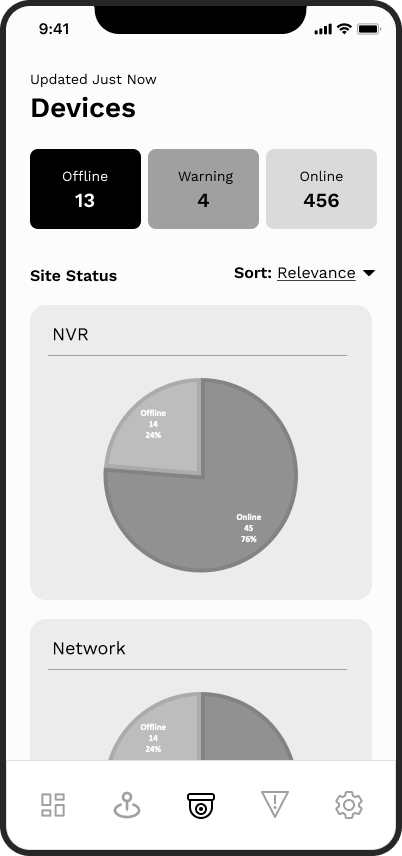 9:41
Updated Just Now
Devices
Offline
13
Warning
4
Online
456
Site Status
Sort: Relevance
NVR
Offline
14
24%
Online
45
76%
Network
Offline
14
24%